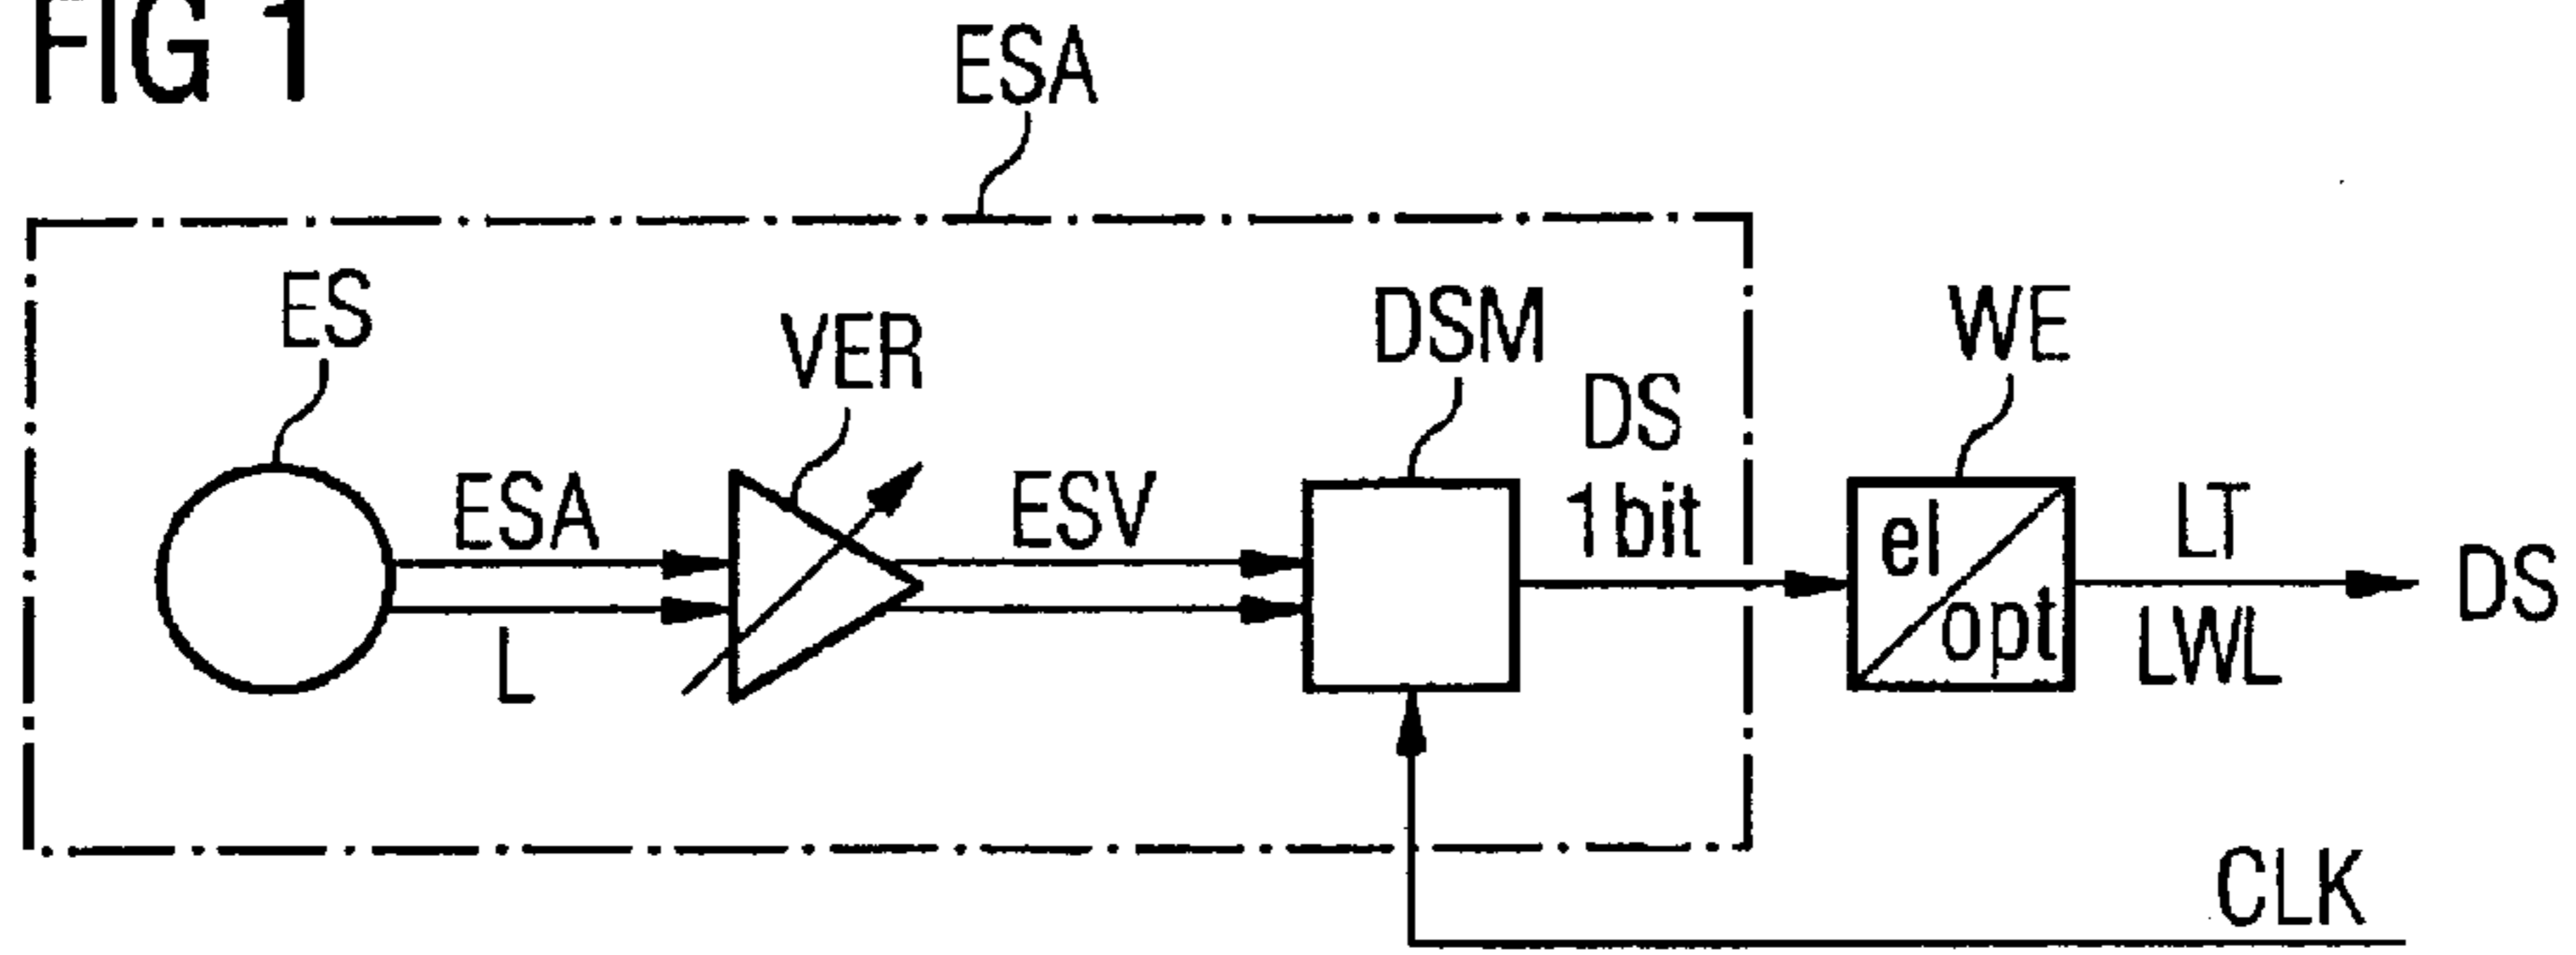 FIG 1
ESA
ES
VER
DSM
DS
1bit
WE
ESA
L
ESV
el
opt
LT
LWL
DS
CLK